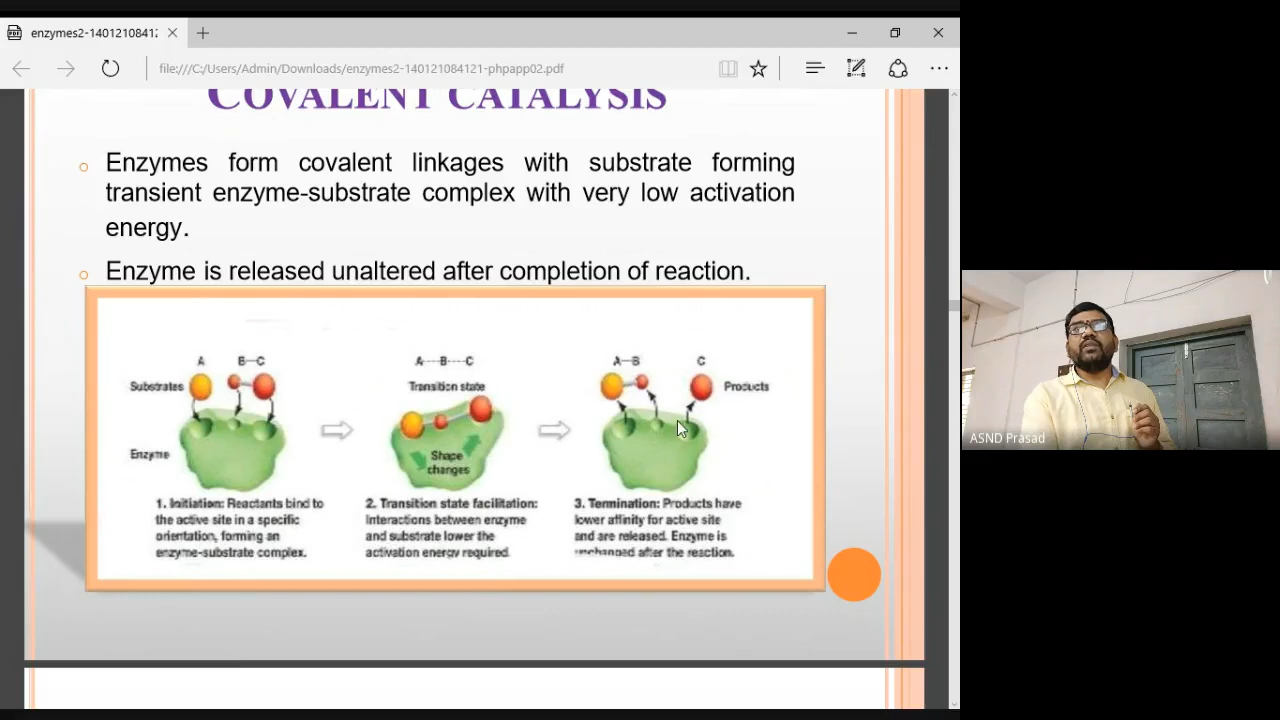 enzymes2-1401210841
file:///C:/Users/Admin/Downloads/enzymes2-140121084121-phpapp02.pdf
COVALENT CATALYSIS
Enzymes form covalent linkages with substrate forming
transient enzyme-substrate complex with very low activation
energy.
Enzyme is released unaltered after completion of reaction.
A B—C
Substrates
Enzyme
A----B----C
Transition state
Shape
changes
A—B C
Products
1. Initiation: Reactants bind to
the active site in a specific
orientation, forming an
enzyme-substrate complex.
2. Transition state facilitation:
Interactions between enzyme
and substrate lower the
activation energy required.
3. Termination: Products have
lower affinity for active site
and are released. Enzyme is
unchanged after the reaction.
ASND Prasad